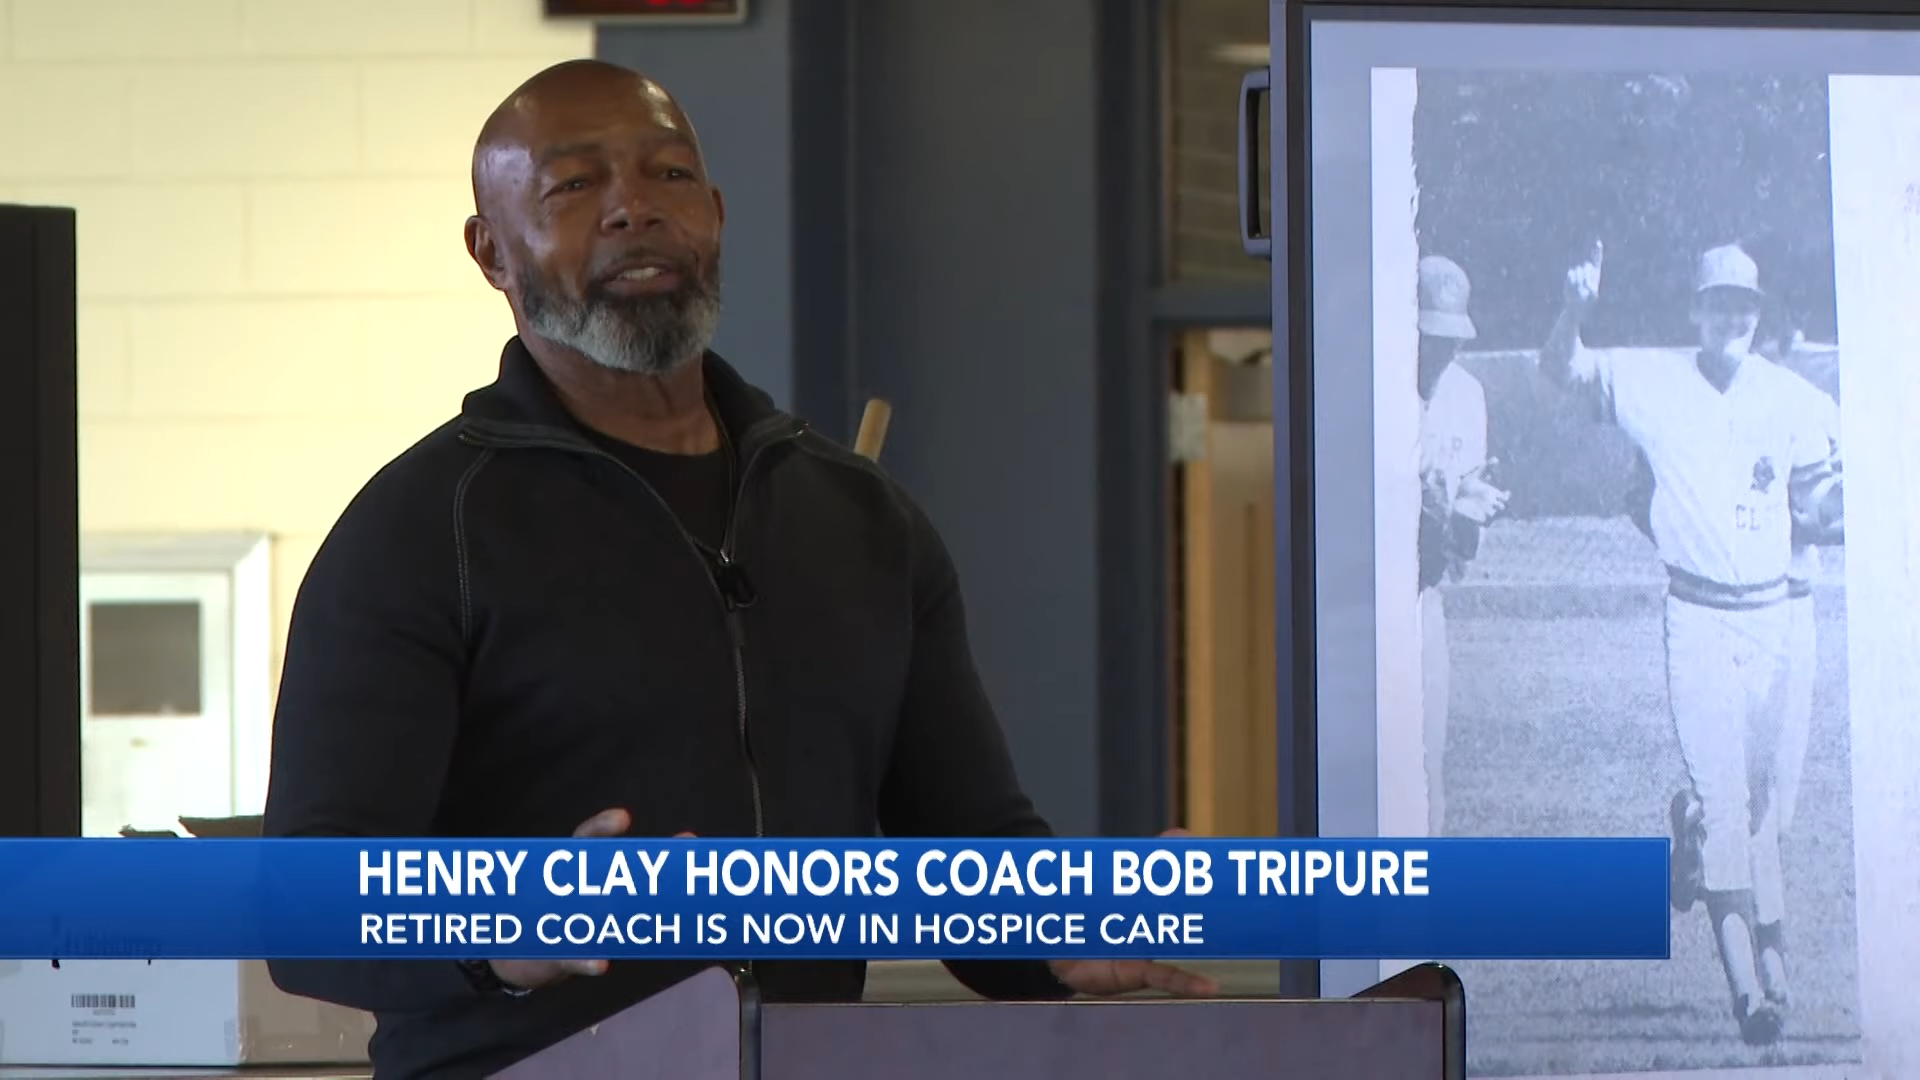 HENRY CLAY HONORS COACH BOB TRIPURE
RETIRED COACH IS NOW IN HOSPICE CARE